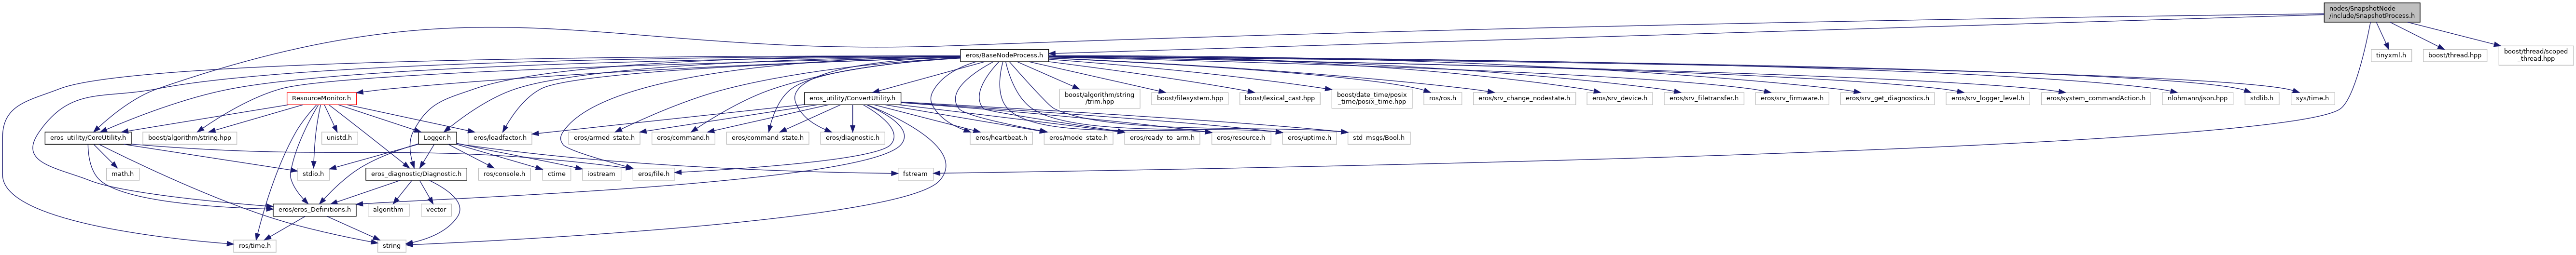 nodes/SnapshotNode
/include/SnapshotProcess.h
eros/BaseNodeProcess.h
tinyxml.h
boost/thread.hpp
boost/thread/scoped
_thread.hpp
ResourceMonitor.h
eros_utility/ConvertUtility.h
boost/algorithm/string
/trim.hpp
boost/filesystem.hpp
boost/lexical_cast.hpp
boost/date_time/posix
_time/posix_time.hpp
ros/ros.h
eros/srv_change_nodestate.h
eros/srv_device.h
eros/srv_filetransfer.h
eros/srv_firmware.h
eros/srv_get_diagnostics.h
eros/srv_logger_level.h
eros/system_commandAction.h
nlohmann/json.hpp
stdlib.h
sys/time.h
eros_utility/CoreUtility.h
boost/algorithm/string.hpp
unistd.h
Logger.h
eros/loadfactor.h
eros/armed_state.h
eros/command.h
eros/command_state.h
eros/diagnostic.h
eros/heartbeat.h
eros/mode_state.h
eros/ready_to_arm.h
eros/resource.h
eros/uptime.h
std_msgs/Bool.h
math.h
stdio.h
eros_diagnostic/Diagnostic.h
ros/console.h
ctime
iostream
eros/file.h
fstream
eros/eros_Definitions.h
algorithm
vector
ros/time.h
string